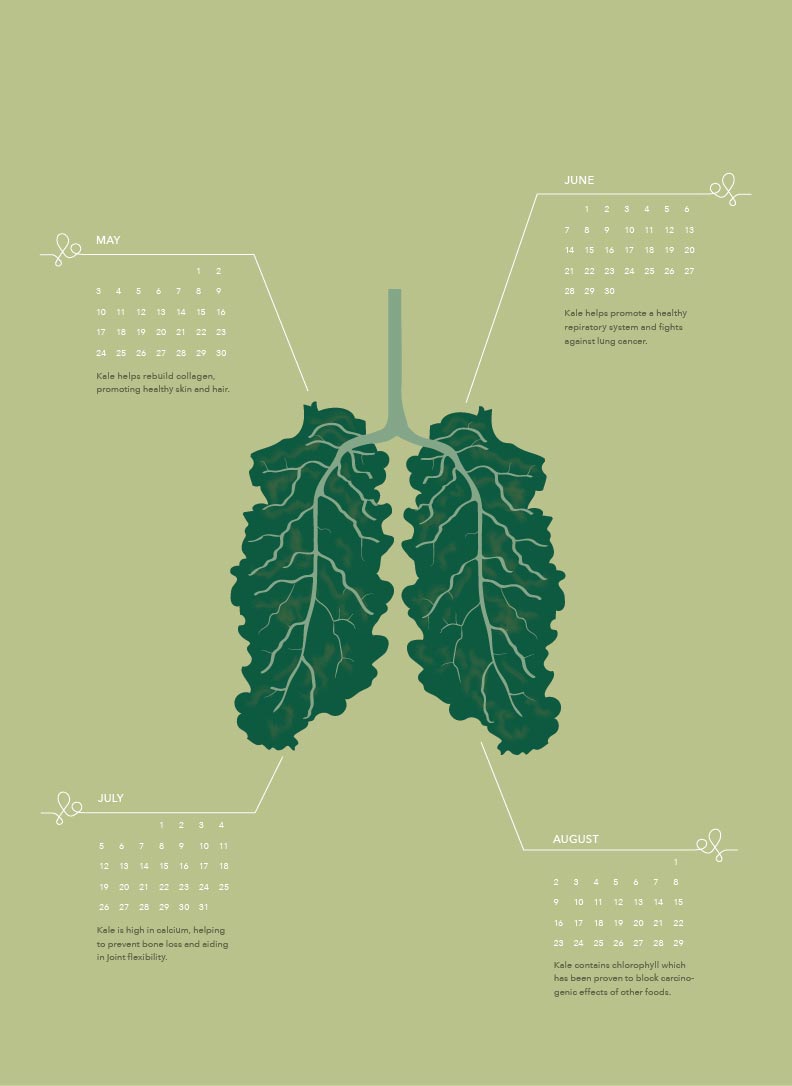 MAY
1 2
3 4 5 6 7 8 9
10 11 12 13 14 15 16
17 18 19 20 21 22 23
24 25 26 27 28 29 30
Kale helps rebuild collagen,
promoting healthy skin and hair.
JUNE
1 2 3 4 5 6
7 8 9 10 11 12 13
14 15 16 17 18 19 20
21 22 23 24 25 26 27
28 29 30
Kale helps promote a healthy
repiratory system and fights
against lung cancer.
JULY
1 2 3 4
5 6 7 8 9 10 11
12 13 14 15 16 17 18
19 20 21 22 23 24 25
26 27 28 29 30 31
Kale is high in calcium, helping
to prevent bone loss and aiding
in Joint flexibility.
AUGUST
1
2 3 4 5 6 7 8
9 10 11 12 13 14 15
16 17 18 19 20 21 22
23 24 25 26 27 28 29
Kale contains chlorophyll which
has been proven to block carcino-
genic effects of other foods.